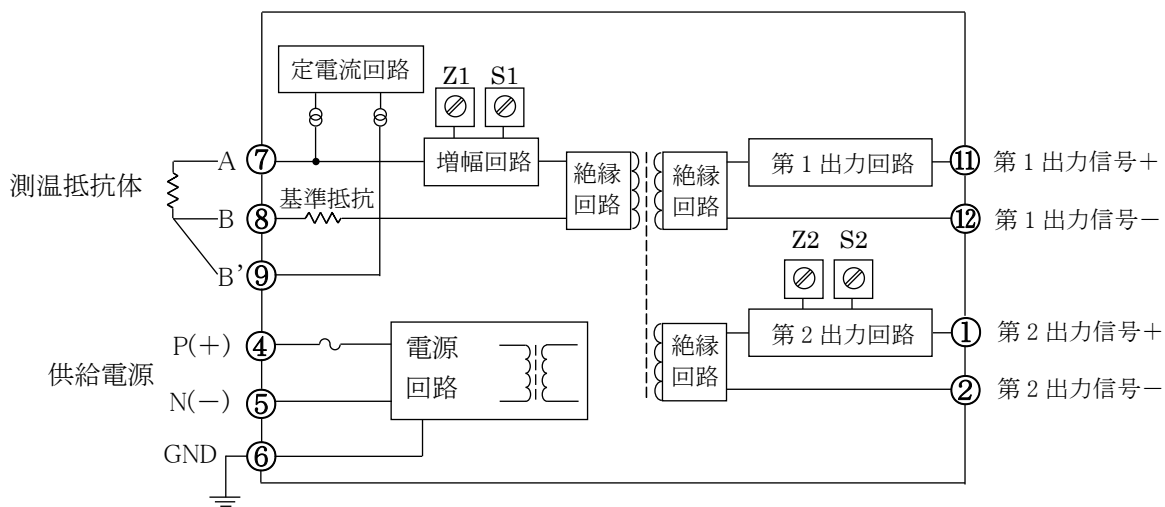 定電流回路
Z1
S1
増幅回路
絶縁
回路
絶縁
回路
第1出力回路
⑪
第1出力信号+
⑫
第1出力信号−
測温抵抗体
A
⑦
B
⑧
基準抵抗
B'
⑨
Z2
S2
絶縁
回路
第2出力回路
①
第2出力信号+
②
第2出力信号−
供給電源
P(+)
④
N(−)
⑤
GND
⑥
電源
回路